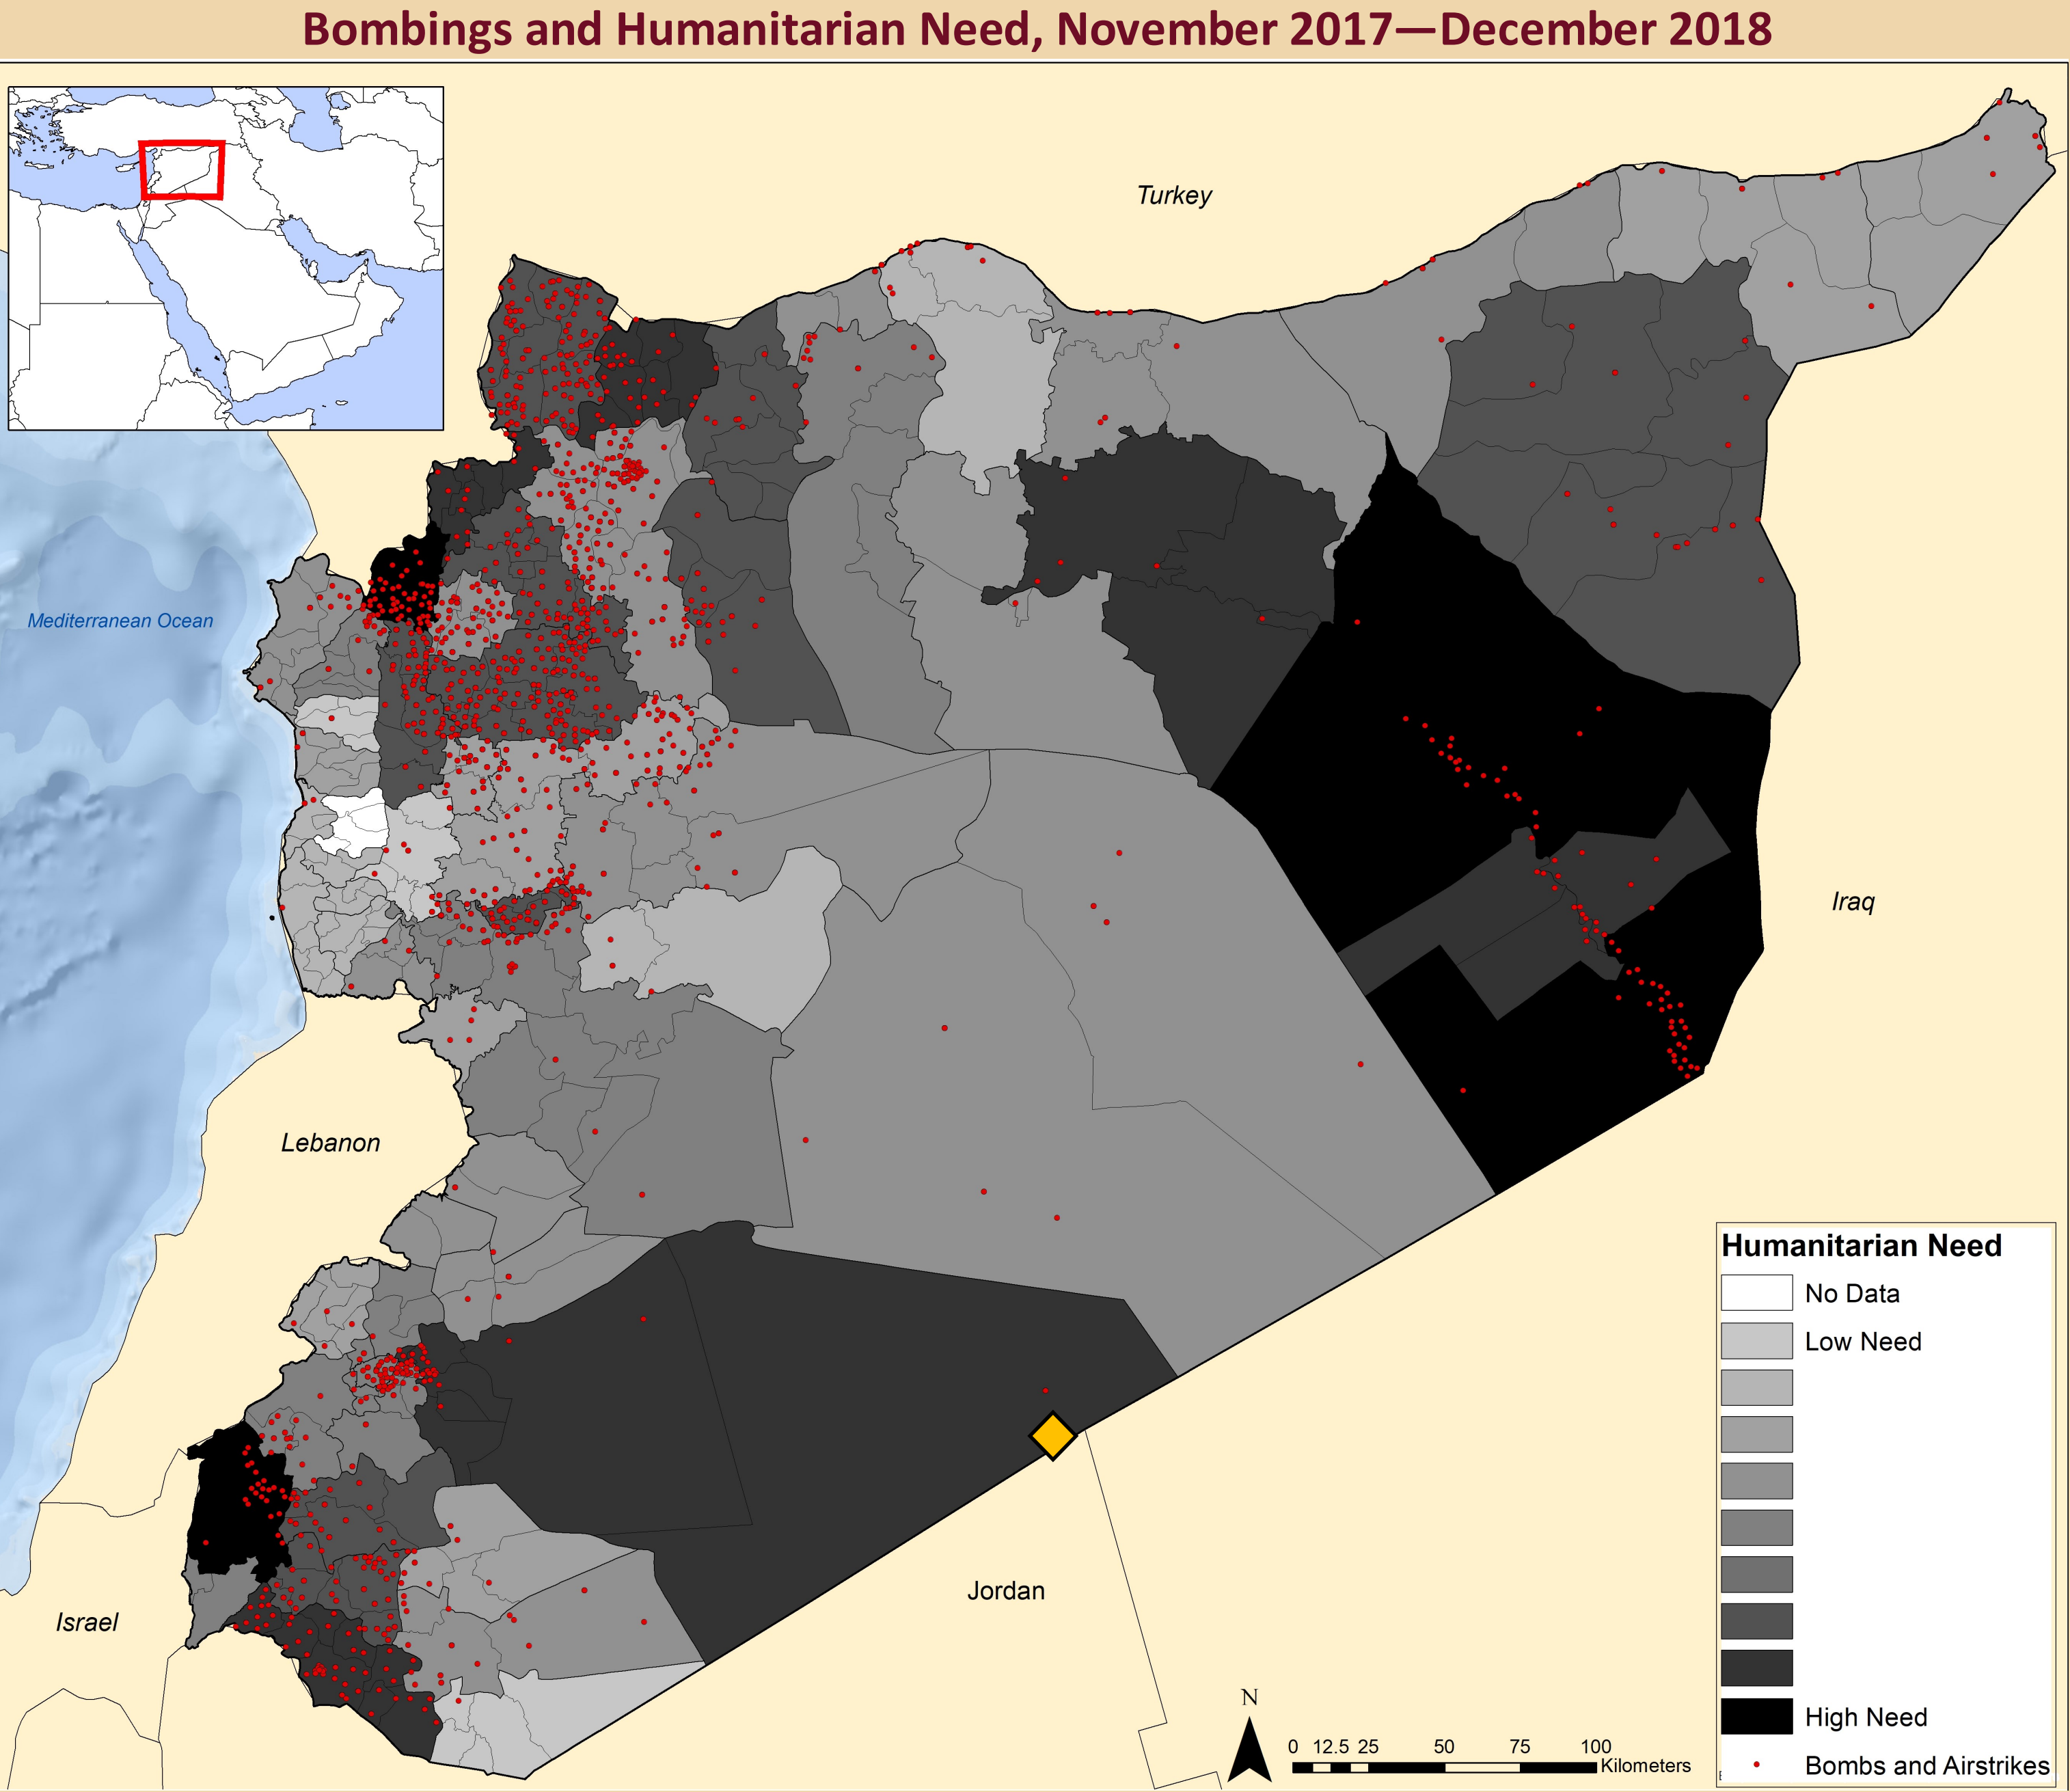 Bombings and Humanitarian Need, November 2017—December 2018
Turkey
Mediterranean Ocean
Iraq
Lebanon
Israel
Jordan
Humanitarian Need
No Data
Low Need
High Need
Bombs and Airstrikes
N
0 12.5 25 50 75 100
Kilometers